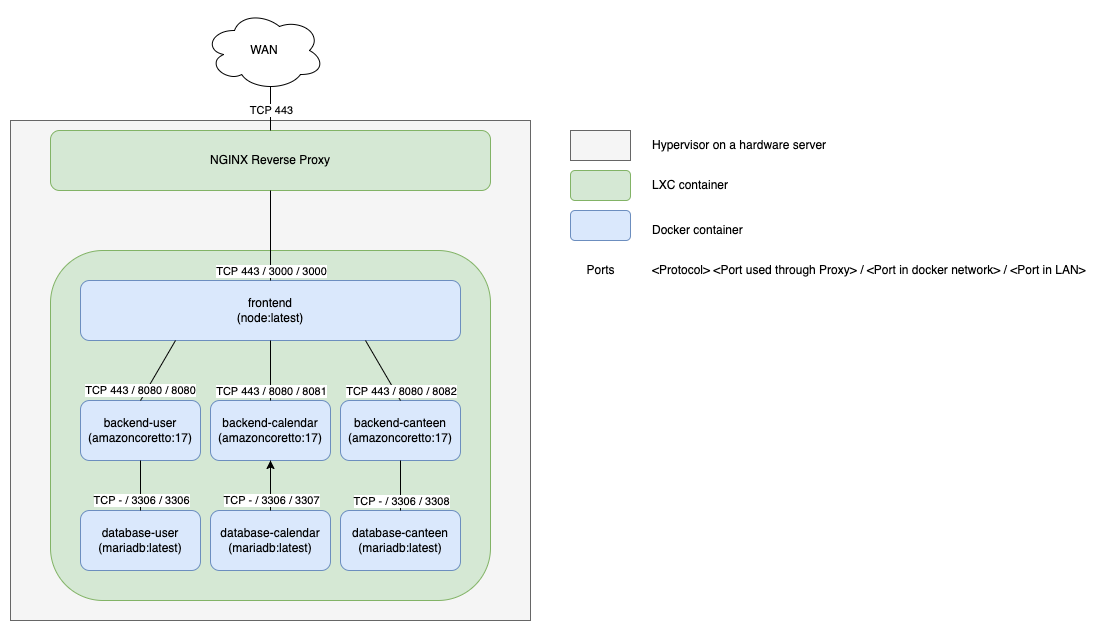 WAN
TCP 443
NGINX Reverse Proxy
TCP 443 / 3000 / 3000
frontend
(node:latest)
TCP 443 / 8080 / 8080
TCP 443 / 8080 / 8081
TCP 443 / 8080 / 8082
backend-user
(amazoncoretto:17)
backend-calendar
(amazoncoretto:17)
backend-canteen
(amazoncoretto:17)
TCP - / 3306 / 3306
TCP - / 3306 / 3307
TCP - / 3306 / 3308
database-user
(mariadb:latest)
database-calendar
(mariadb:latest)
database-canteen
(mariadb:latest)
Hypervisor on a hardware server
LXC container
Docker container
Ports
<Protocol> <Port used through Proxy> / <Port in docker network> / <Port in LAN>